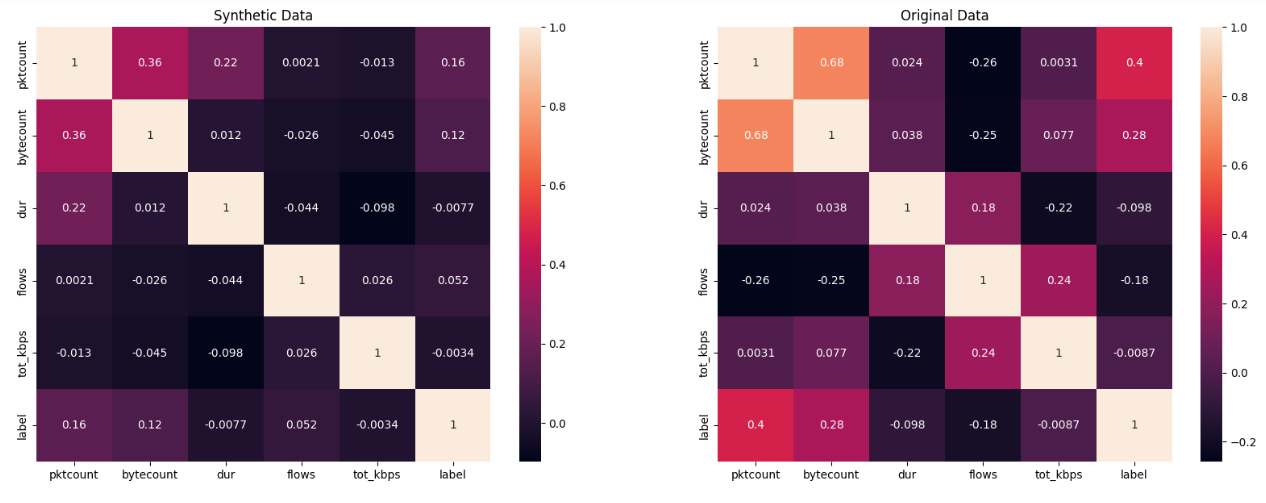 Synthetic Data
pktcount 1 0.36 0.22 0.0021 -0.013 0.16
bytecount 0.36 1 0.012 -0.026 -0.045 0.12
dur 0.22 0.012 1 -0.044 -0.098 -0.0077
flows 0.0021 -0.026 -0.044 1 0.026 0.052
tot_kbps -0.013 -0.045 -0.098 0.026 1 -0.0034
label 0.16 0.12 -0.0077 0.052 -0.0034 1
pktcount bytecount dur flows tot_kbps label
1.0
0.8
0.6
0.4
0.2
0.0
Original Data
pktcount 1 0.68 0.024 -0.26 0.0031 0.4
bytecount 0.68 1 0.038 -0.25 0.077 0.28
dur 0.024 0.038 1 0.18 -0.22 -0.098
flows -0.26 -0.25 0.18 1 0.24 -0.18
tot_kbps 0.0031 0.077 -0.22 0.24 1 -0.0087
label 0.4 0.28 -0.098 -0.18 -0.0087 1
pktcount bytecount dur flows tot_kbps label
1.0
0.8
0.6
0.4
0.2
0.0
−0.2